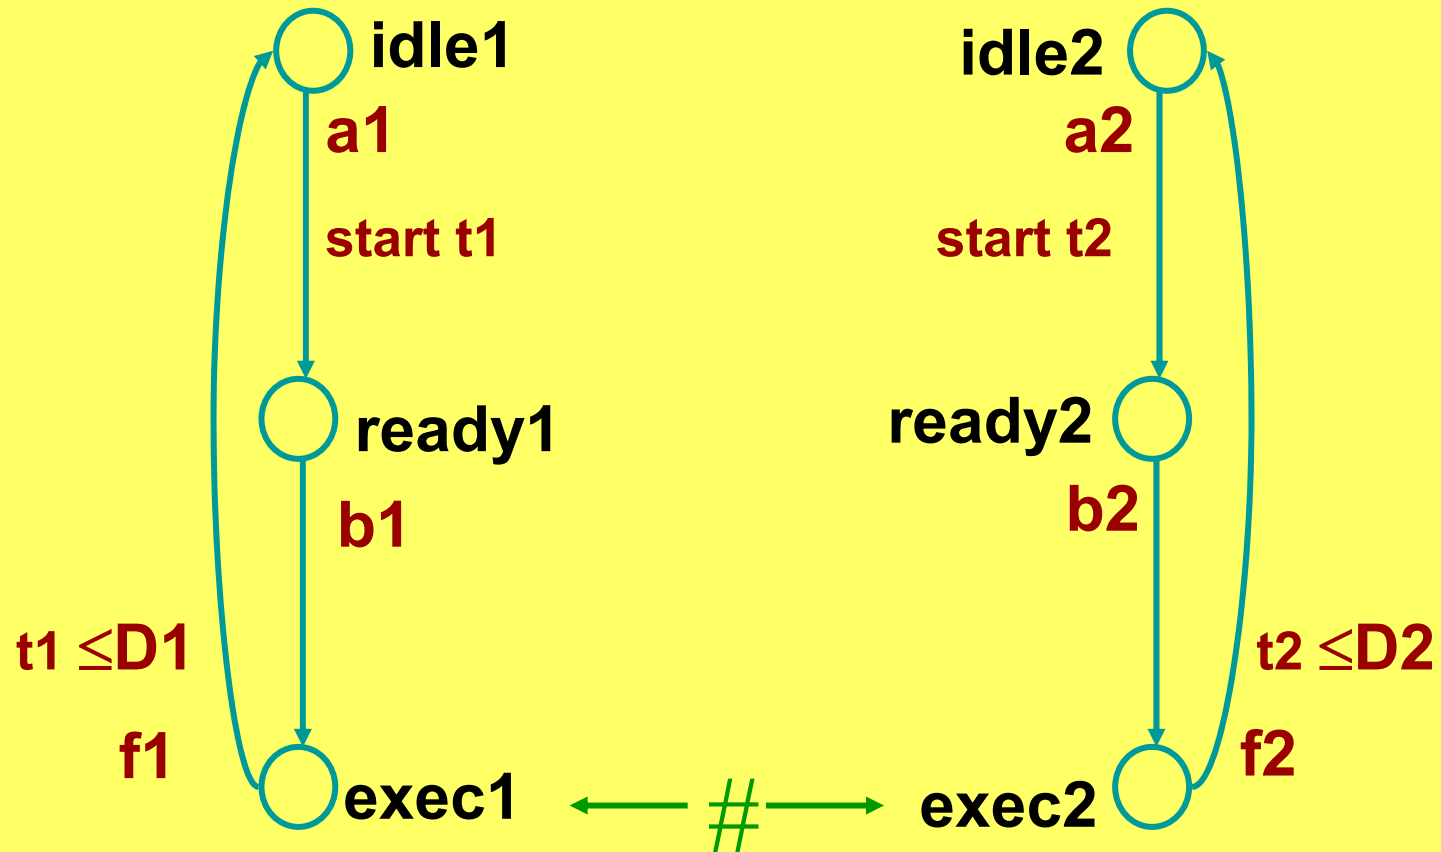 idle1
a1
start t1
ready1
b1
t1 ≤D1
f1
exec1
#
idle2
a2
start t2
ready2
b2
t2 ≤D2
f2
exec2